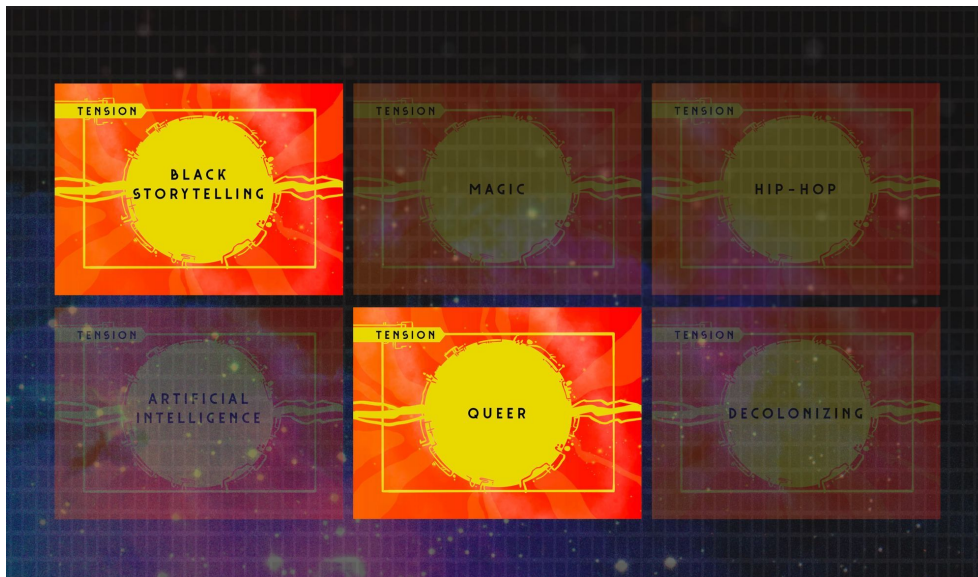 TENSION
BLACK
STORYTELLING
TENSION
MAGIC
TENSION
HIP-HOP
TENSION
ARTIFICIAL
INTELLIGENCE
TENSION
QUEER
TENSION
DECOLONIZING